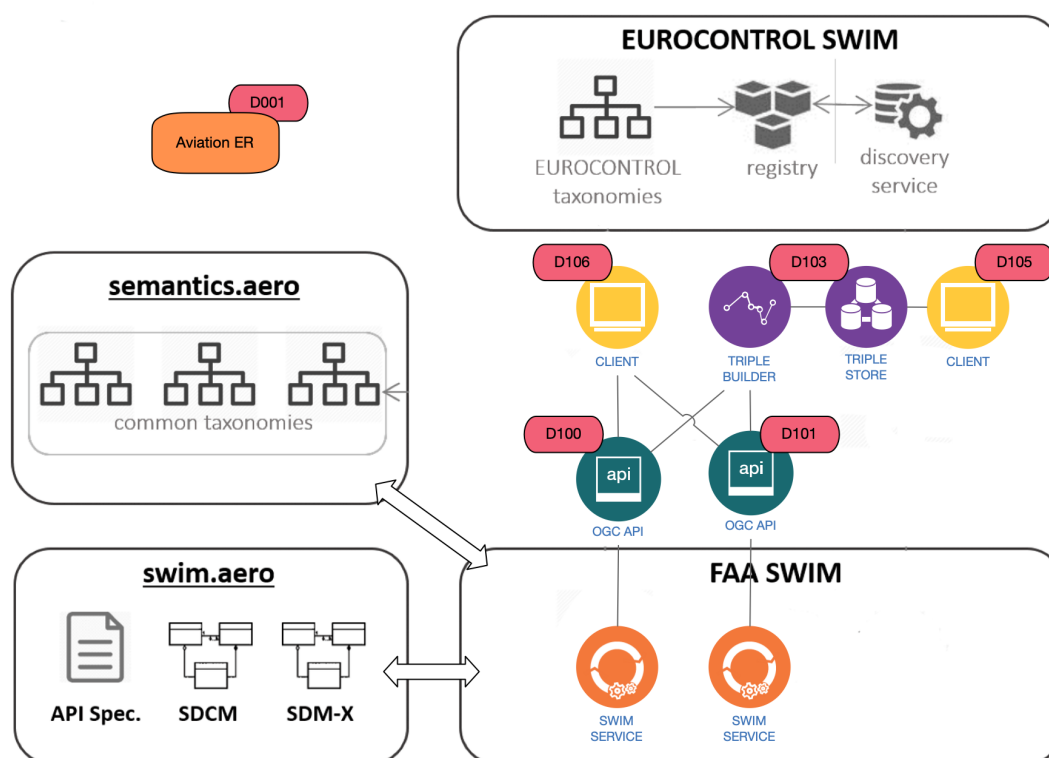 EUROCONTROL SWIM
EUROCONTROL
taxonomies
registry
discovery
service
D001
Aviation ER
semantics.aero
common taxonomies
D106
D103
D105
CLIENT
TRIPLE
BUILDER
TRIPLE
STORE
CLIENT
D100
D101
api
api
OGC API
OGC API
swim.aero
API Spec.
SDCM
SDM-X
FAA SWIM
SWIM
SERVICE
SWIM
SERVICE